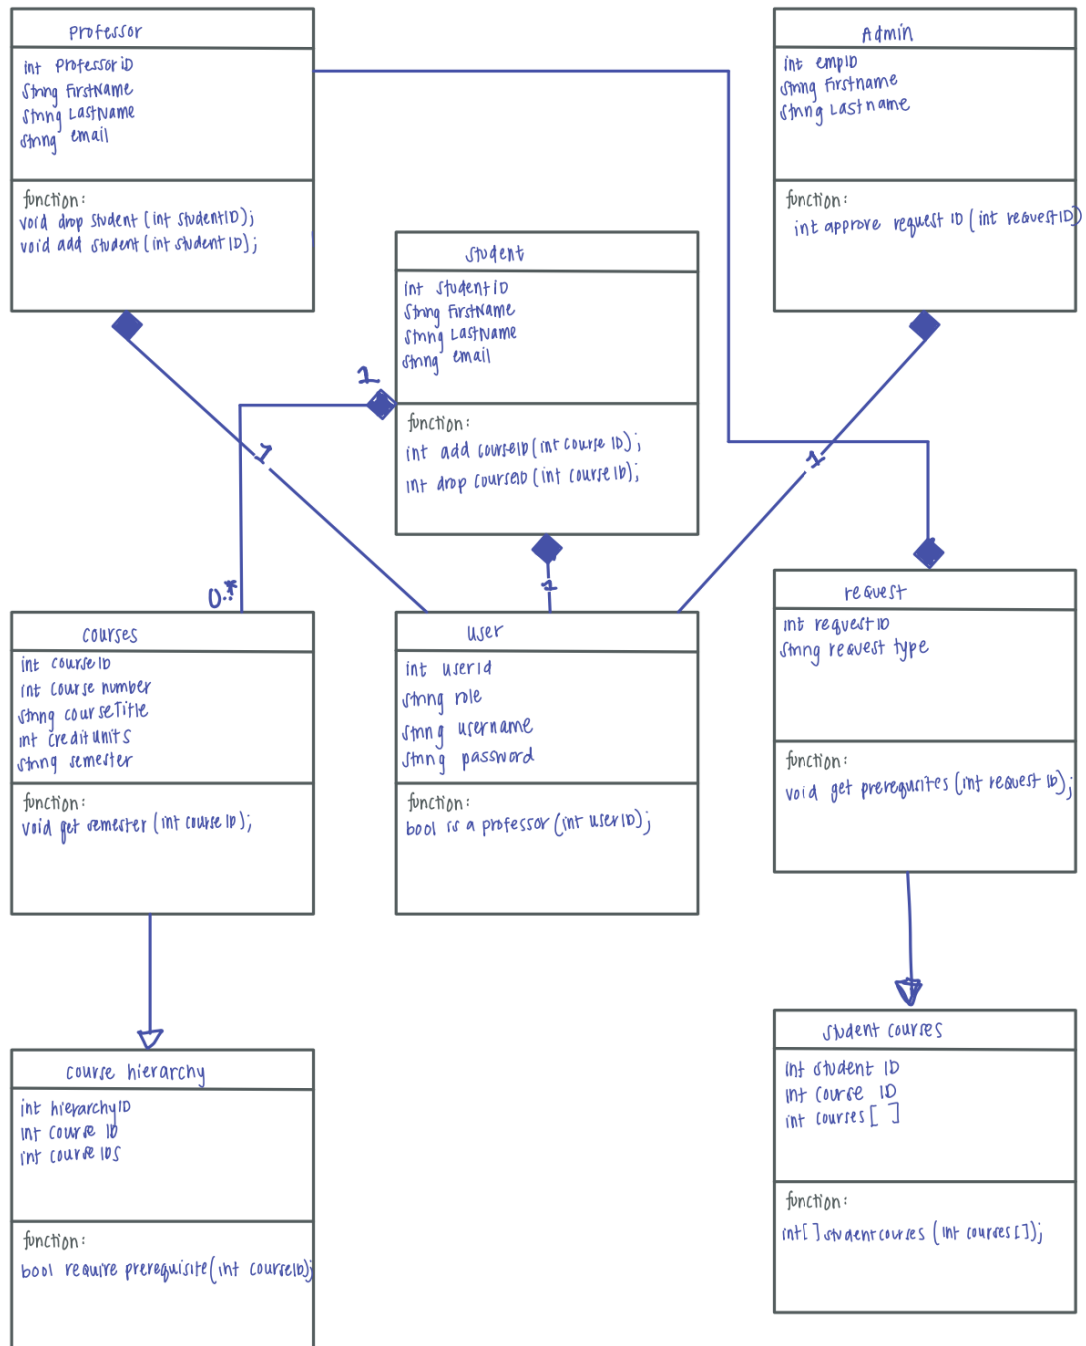 Professor
int ProfessoriD
String FirstName
String LastName
string email
function:
void drop student (int studentID);
void add student (int student ID);
Admin
int empID
String Firstname
String Lastname
function:
int approve request ID (int requestID)
student
int studentiD
String FirstName
String LastName
string email
function:
int add courseID (int course ID);
int drop courseID (int courseID);
1
1
1
1
0..*
courses
int courseID
int course number
string courseTitle
int creditunits
string semester
function:
void get semester (int course ID);
user
int userid
string role
string username
string password
function:
bool is a professor (int userID);
request
int requestID
string request type
function:
void get prerequsites (int request ID);
course hierarchy
int hierarchyID
int course ID
int course IDS
function:
bool require prerequisite (int courseID);
student courses
int student ID
int course ID
int courses [ ]
function:
int[ ] studentcourses (int courses [ ]);